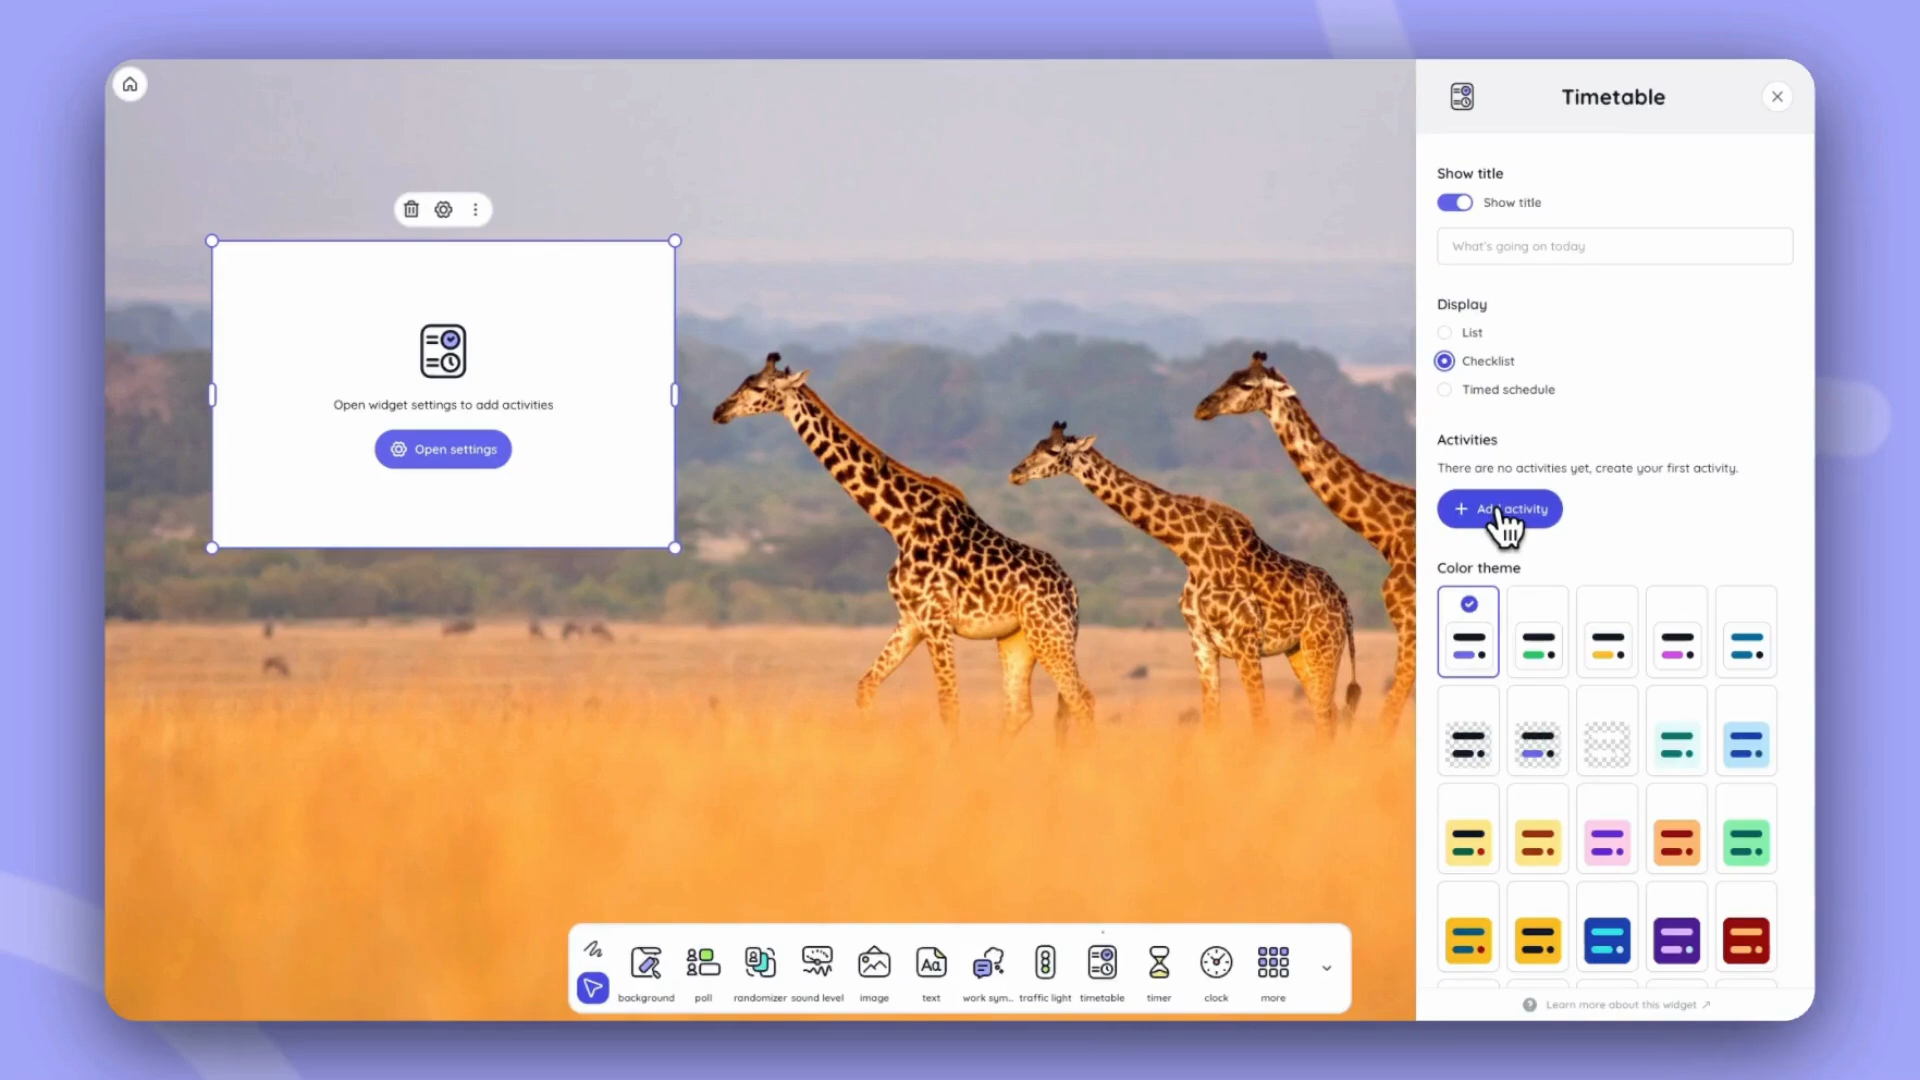 Timetable
Show title
Show title
What's going on today
Display
List
Checklist
Timed schedule
Activities
There are no activities yet, create your first activity.
+ Add activity
Color theme
Open widget settings to add activities
Open settings
Aa
background
poll
randomizer
sound level
image
text
work sym...
traffic light
timetable
timer
clock
more
? Learn more about this widget ↗